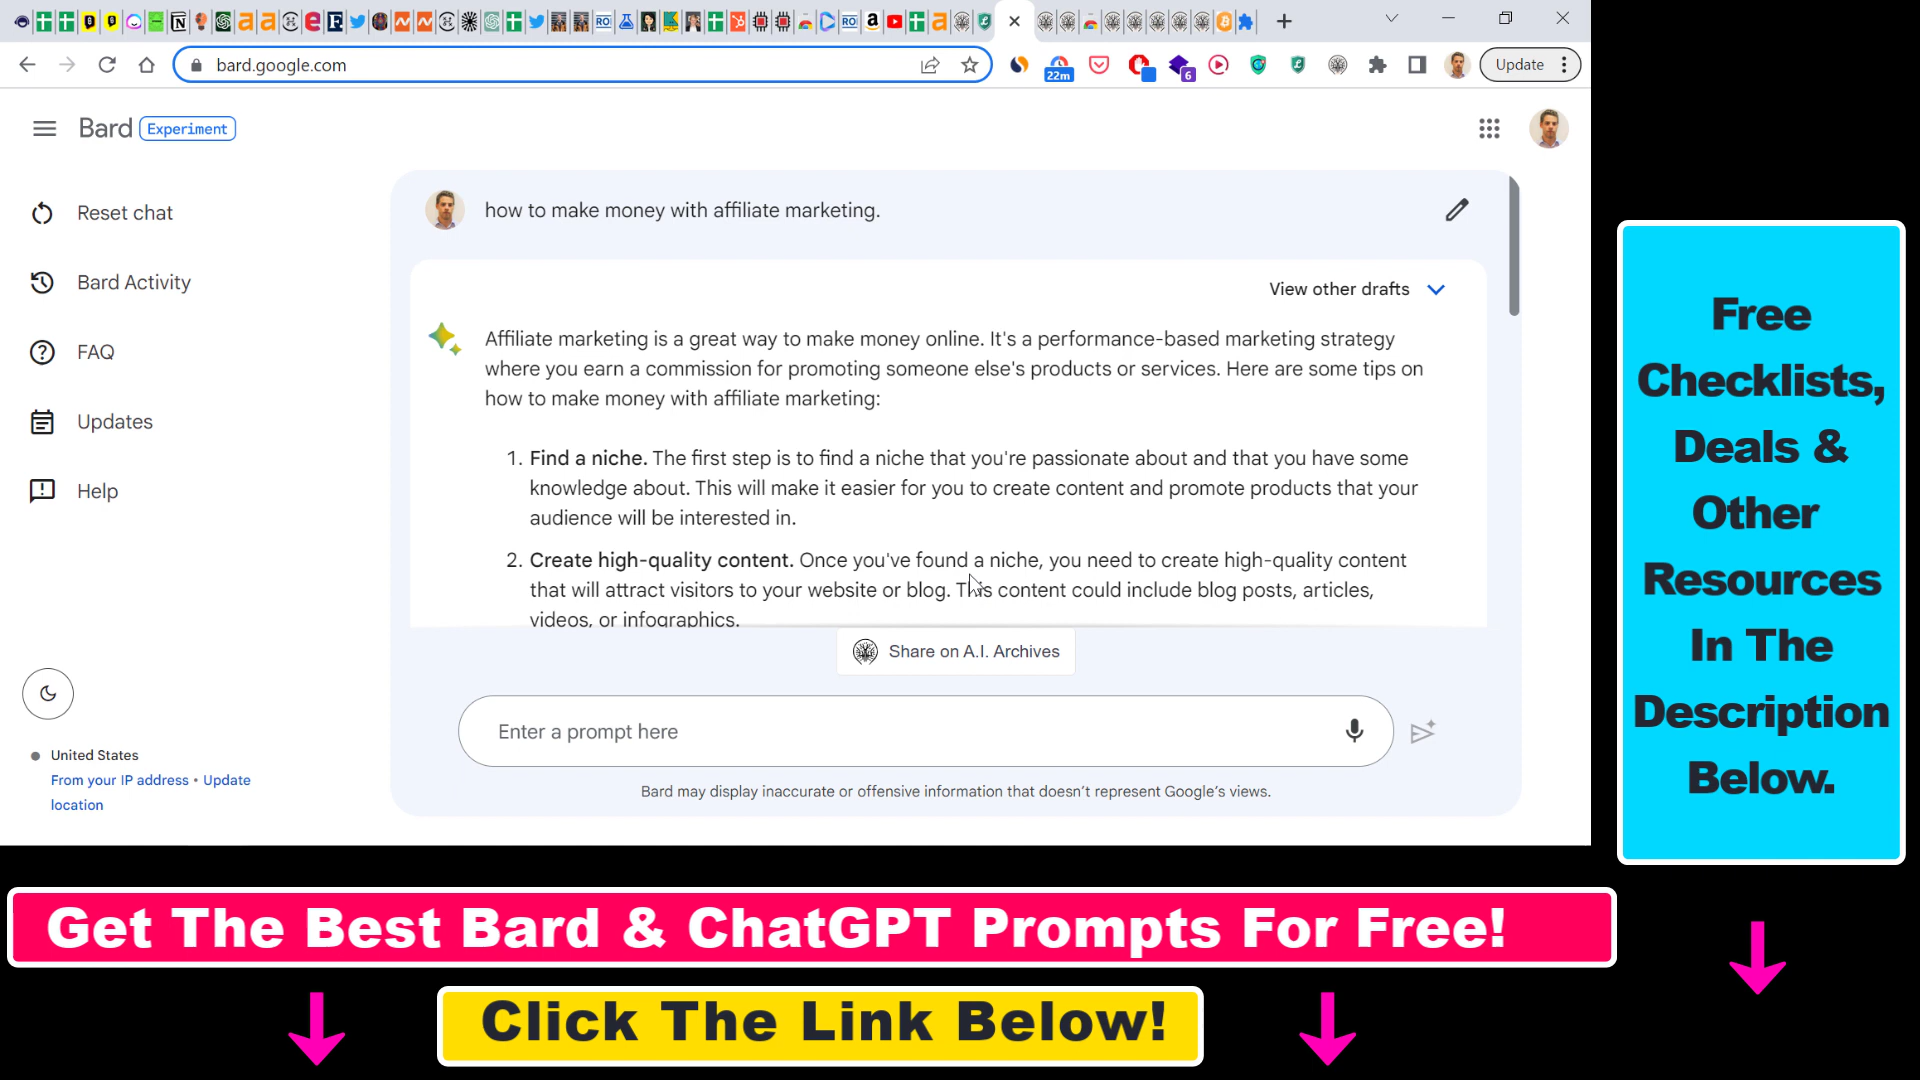 bard.google.com
22m
6
Update
Bard Experiment
Reset chat
Bard Activity
FAQ
Updates
Help
United States
From your IP address • Update
location
how to make money with affiliate marketing.
View other drafts
Affiliate marketing is a great way to make money online. It's a performance-based marketing strategy
where you earn a commission for promoting someone else's products or services. Here are some tips on
how to make money with affiliate marketing:
1. Find a niche. The first step is to find a niche that you're passionate about and that you have some
knowledge about. This will make it easier for you to create content and promote products that your
audience will be interested in.
2. Create high-quality content. Once you've found a niche, you need to create high-quality content
that will attract visitors to your website or blog. This content could include blog posts, articles,
videos, or infographics.
Share on A.I. Archives
Enter a prompt here
Bard may display inaccurate or offensive information that doesn't represent Google's views.
Free
Checklists,
Deals &
Other
Resources
In The
Description
Below.
Get The Best Bard & ChatGPT Prompts For Free!
Click The Link Below!